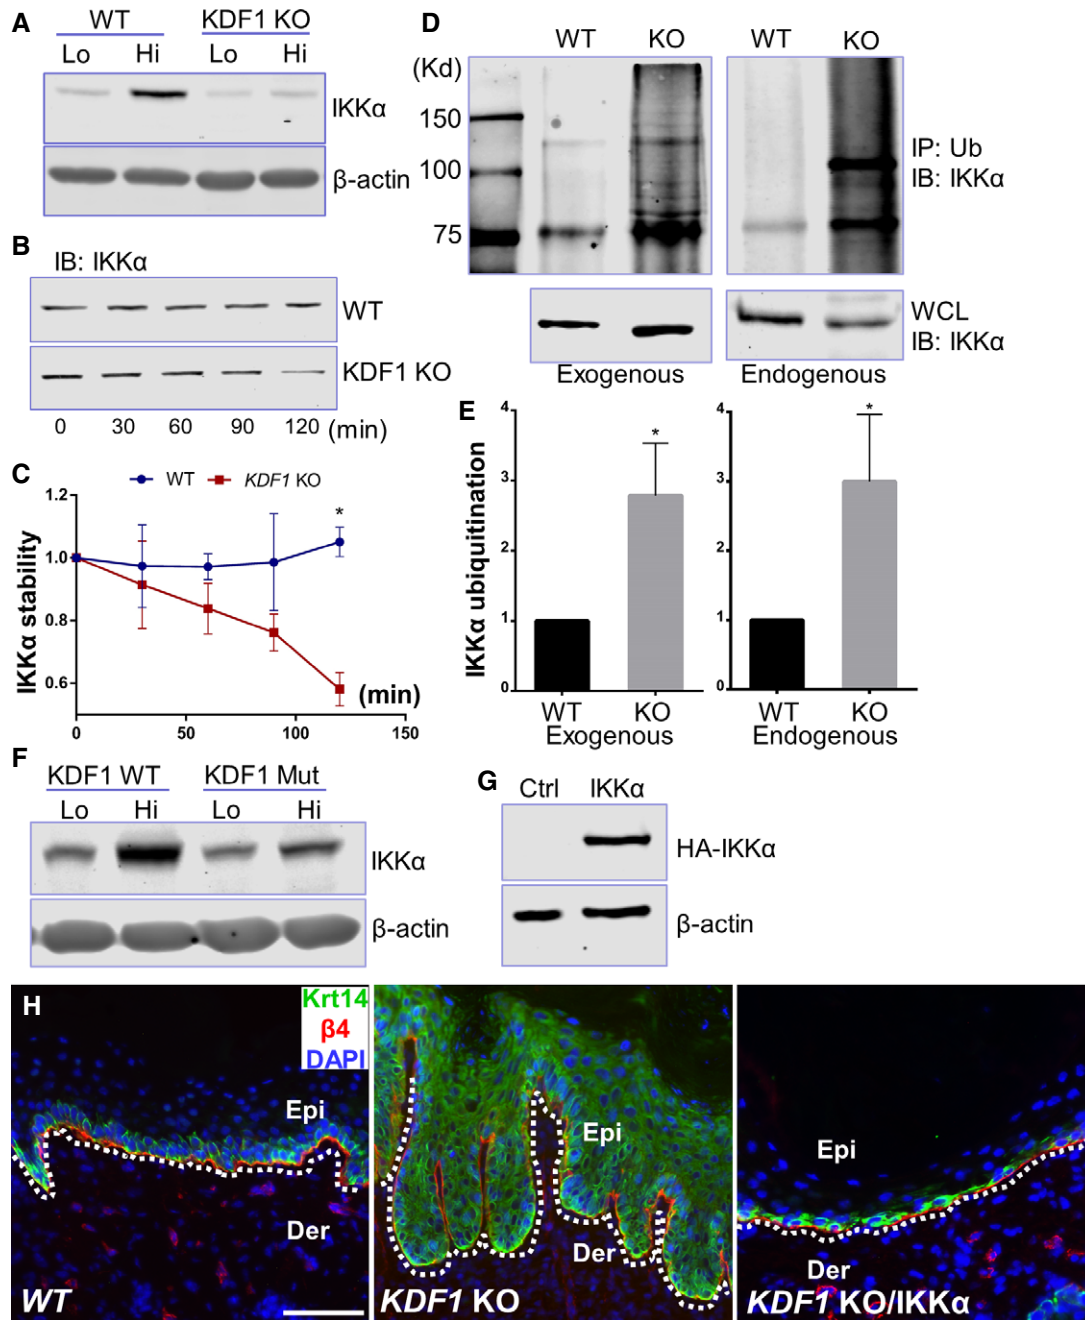 A
WT KDF1 KO
Lo Hi Lo Hi
IKKα
β-actin
B
IB: IKKα
WT
KDF1 KO
0 30 60 90 120 (min)
C
WT KDF1 KO
IKKα stability
1.2
*
1.0
0.8
0.6
(min)
0 50 100 150
D
WT KO WT KO
(Kd)
150
100
75
IP: Ub
IB: IKKα
WCL
IB: IKKα
Exogenous Endogenous
E
IKKα ubiquitination
4
3
2
1
0
*
WT KO
Exogenous
4
3
2
1
0
*
WT KO
Endogenous
F
KDF1 WT KDF1 Mut
Lo Hi Lo Hi
IKKα
β-actin
G
Ctrl IKKα
HA-IKKα
β-actin
H
Krt14
β4
DAPI
Epi
Der
WT
Epi
Der
KDF1 KO
Epi
Der
KDF1 KO/IKKα